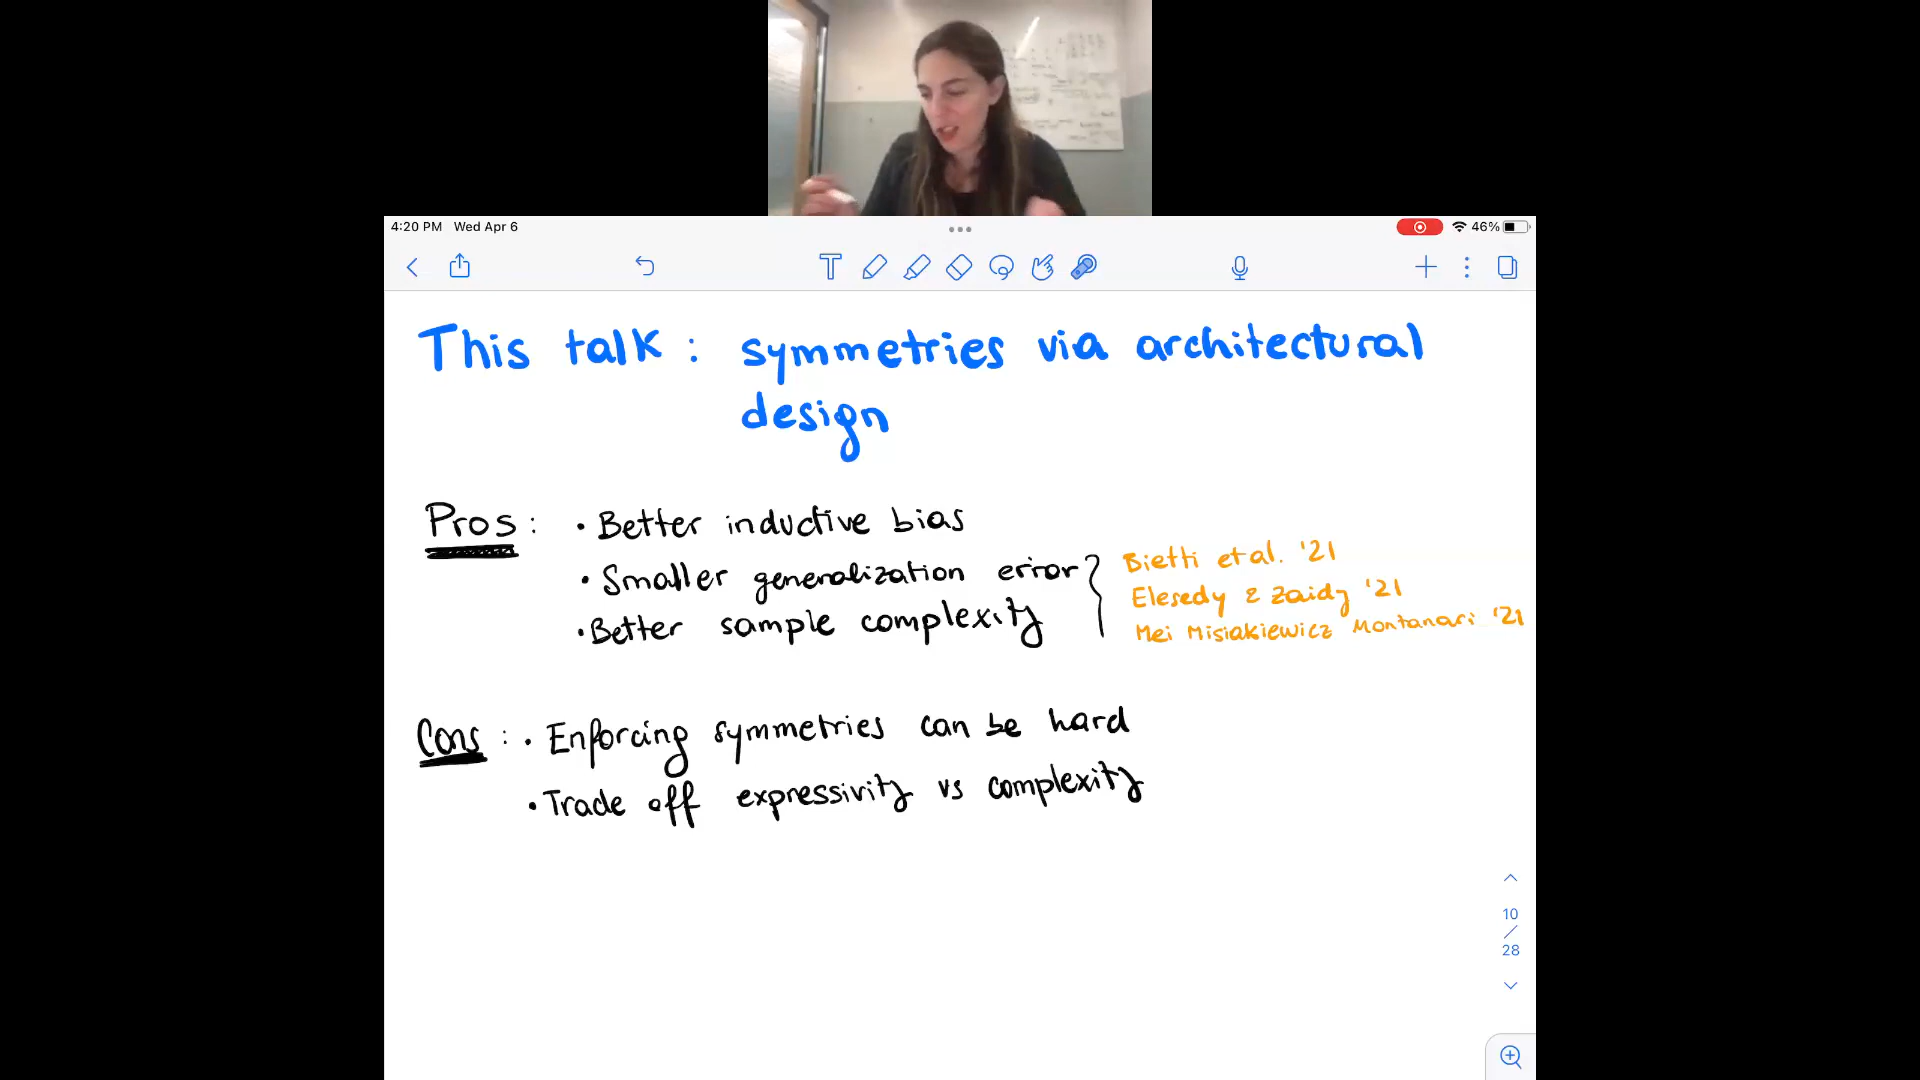 4:20 PM Wed Apr 6
46%
This talk: symmetries via architectural
design
Pros: • Better inductive bias
• Smaller generalization error
• Better sample complexity
Bietti et al. '21
Elesedy & Zaidy '21
Mei Misiakiewicz Montanari '21
Cons: • Enforcing symmetries can be hard
• Trade off expressivity vs complexity
10
/
28